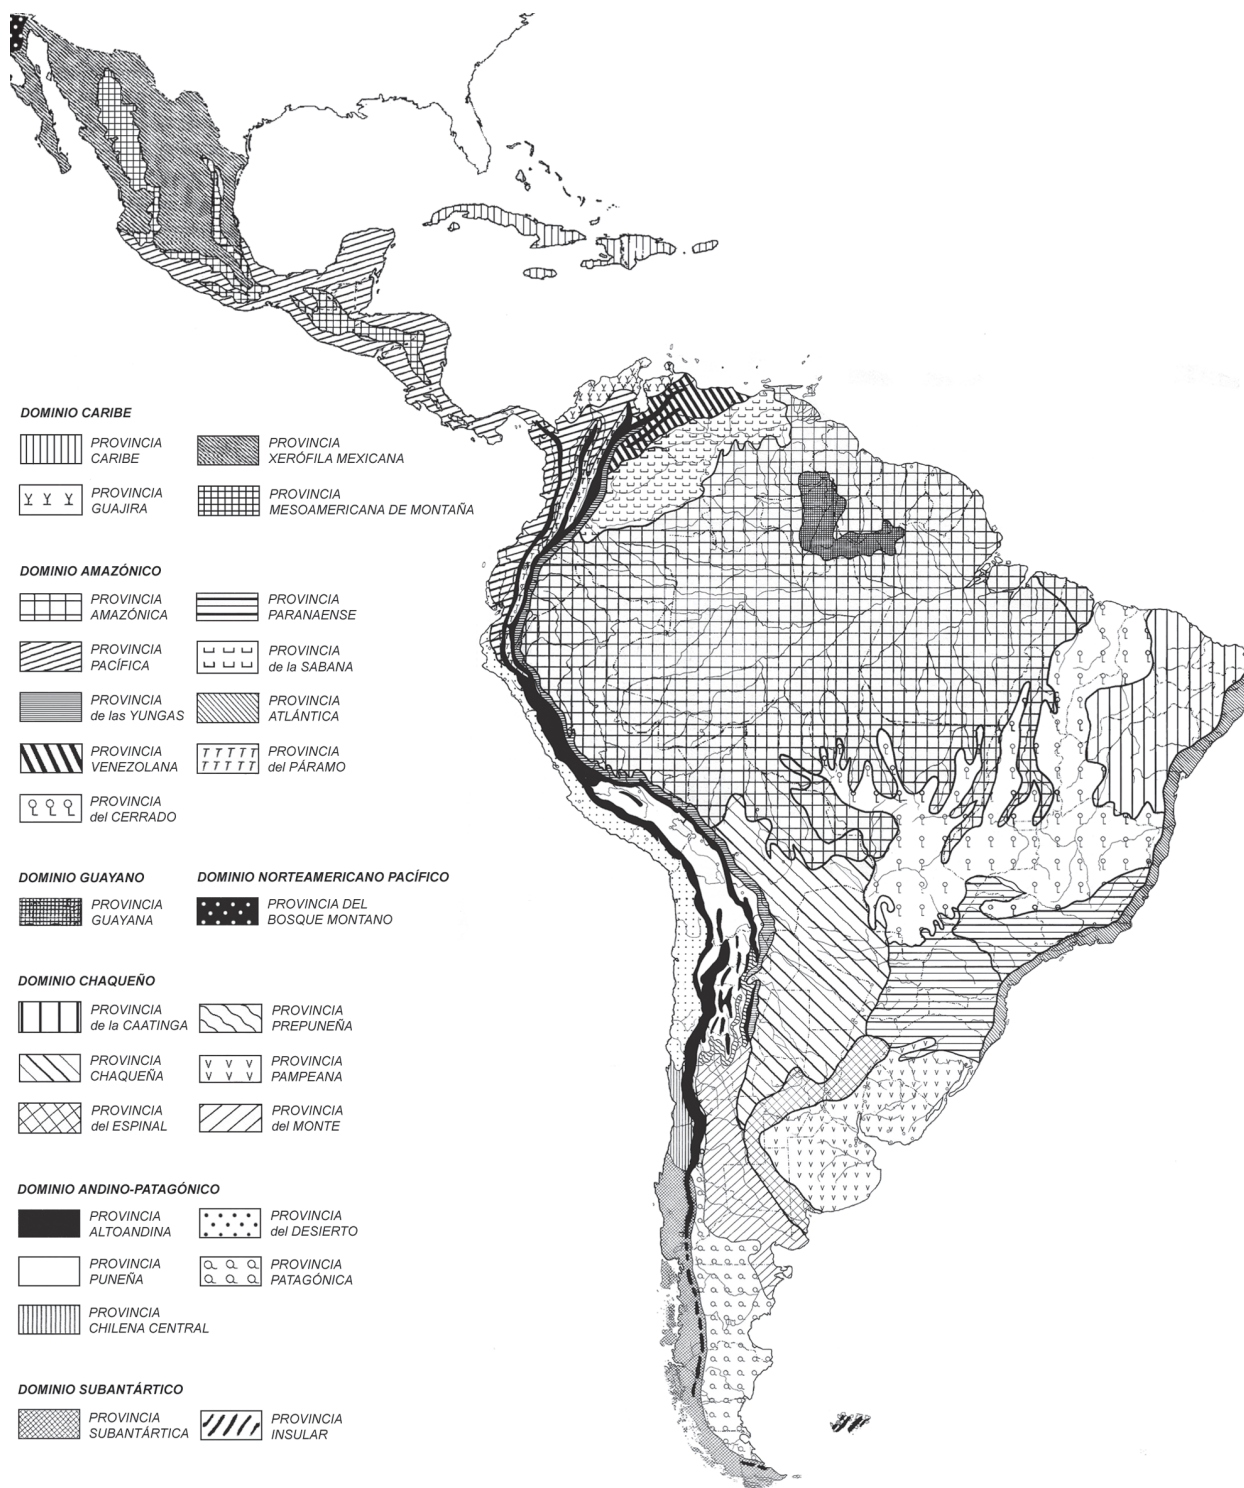 DOMINIO CARIBE
PROVINCIA
CARIBE
PROVINCIA
XERÓFILA MEXICANA
PROVINCIA
GUAJIRA
PROVINCIA
MESOAMERICANA DE MONTAÑA
DOMINIO AMAZÓNICO
PROVINCIA
AMAZÓNICA
PROVINCIA
PARANAENSE
PROVINCIA
PACÍFICA
PROVINCIA
de la SABANA
PROVINCIA
de las YUNGAS
PROVINCIA
ATLÁNTICA
PROVINCIA
VENEZOLANA
PROVINCIA
del PÁRAMO
PROVINCIA
del CERRADO
DOMINIO GUAYANO
PROVINCIA
GUAYANA
DOMINIO NORTEAMERICANO PACÍFICO
PROVINCIA DEL
BOSQUE MONTANO
DOMINIO CHAQUEÑO
PROVINCIA
de la CAATINGA
PROVINCIA
PREPUNEÑA
PROVINCIA
CHAQUEÑA
PROVINCIA
PAMPEANA
PROVINCIA
del ESPINAL
PROVINCIA
del MONTE
DOMINIO ANDINO-PATAGÓNICO
PROVINCIA
ALTOANDINA
PROVINCIA
del DESIERTO
PROVINCIA
PUNEÑA
PROVINCIA
PATAGÓNICA
PROVINCIA
CHILENA CENTRAL
DOMINIO SUBANTÁRTICO
PROVINCIA
SUBANTÁRTICA
PROVINCIA
INSULAR